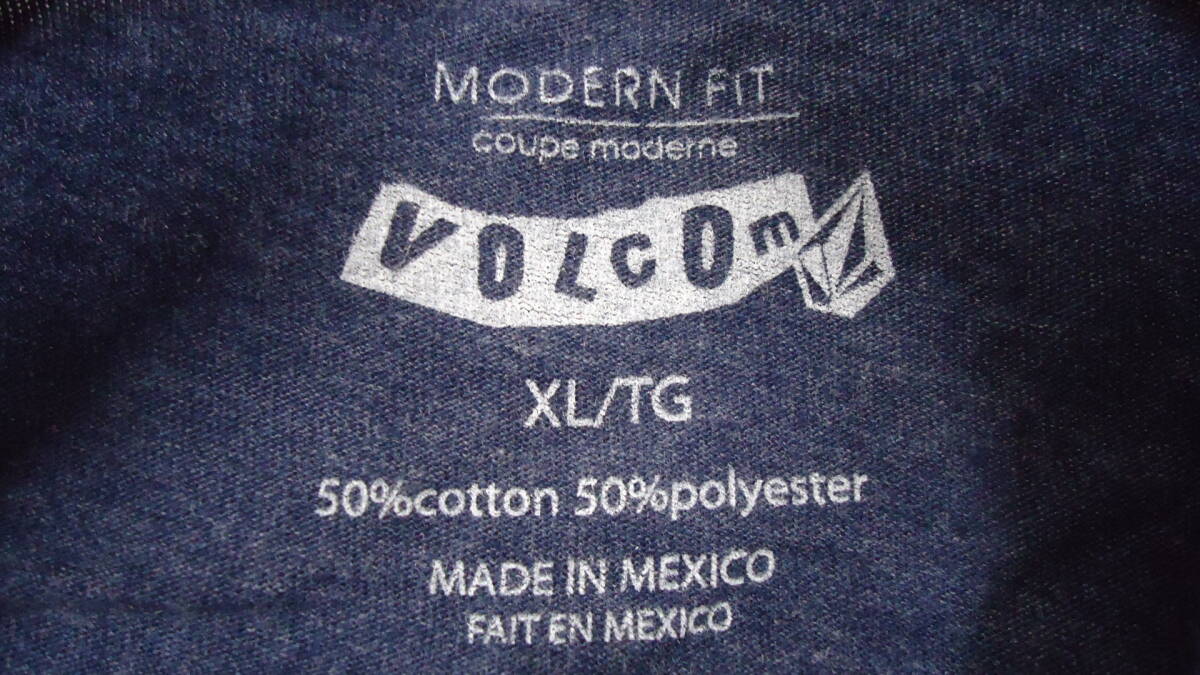 MODERN FIT
coupe moderne
VOLCOm
XL/TG
50%cotton 50%polyester
MADE IN MEXICO
FAIT EN MEXICO